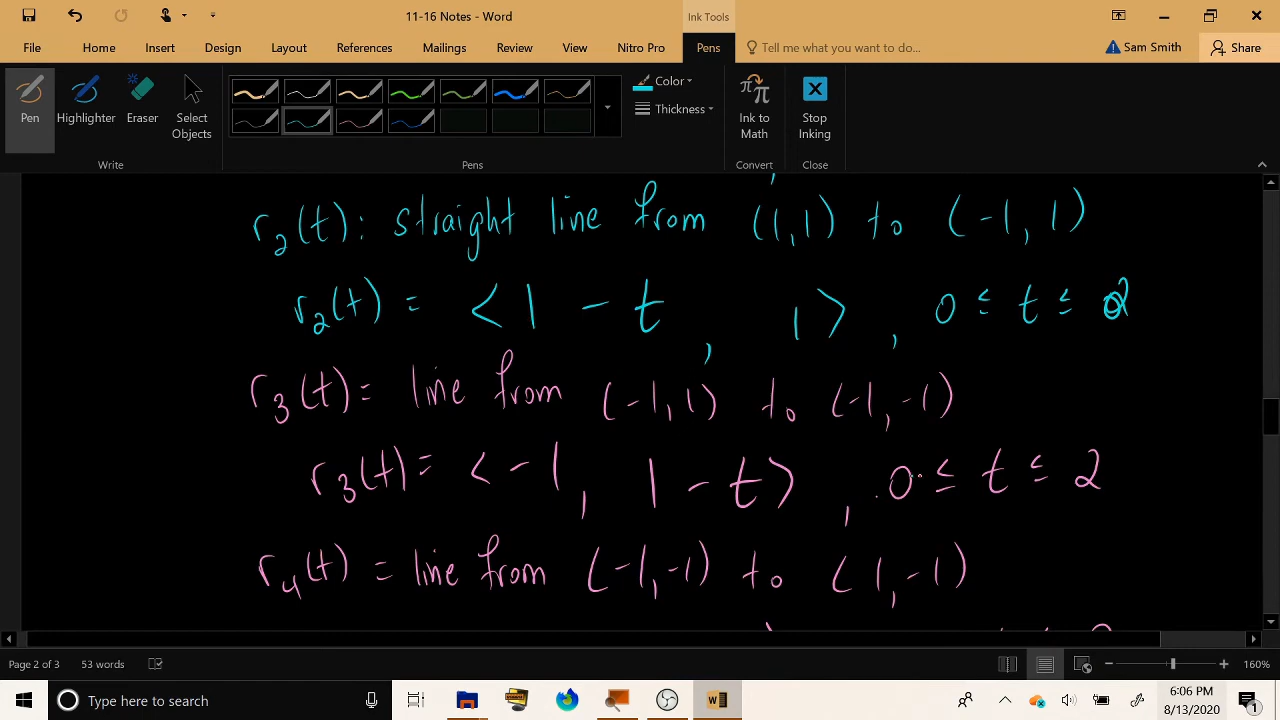 11-16 Notes - Word
Ink Tools
File Home Insert Design Layout References Mailings Review View Nitro Pro Pens Tell me what you want to do... Sam Smith Share
Pen Highlighter Eraser Select Objects
Color
Thickness
Ink to Math
Stop Inking
Write Pens Convert Close
r₂(t): straight line from (1,1) to (-1,1)
r₂(t) = <1 - t, 1>, 0 ≤ t ≤ 2
r₃(t) = line from (-1,1) to (-1,-1)
r₃(t) = <-1, 1 - t>, 0 ≤ t ≤ 2
r₄(t) = line from (-1,-1) to (1,-1)
Page 2 of 3 53 words 160%
Type here to search
6:06 PM
8/13/2020
1